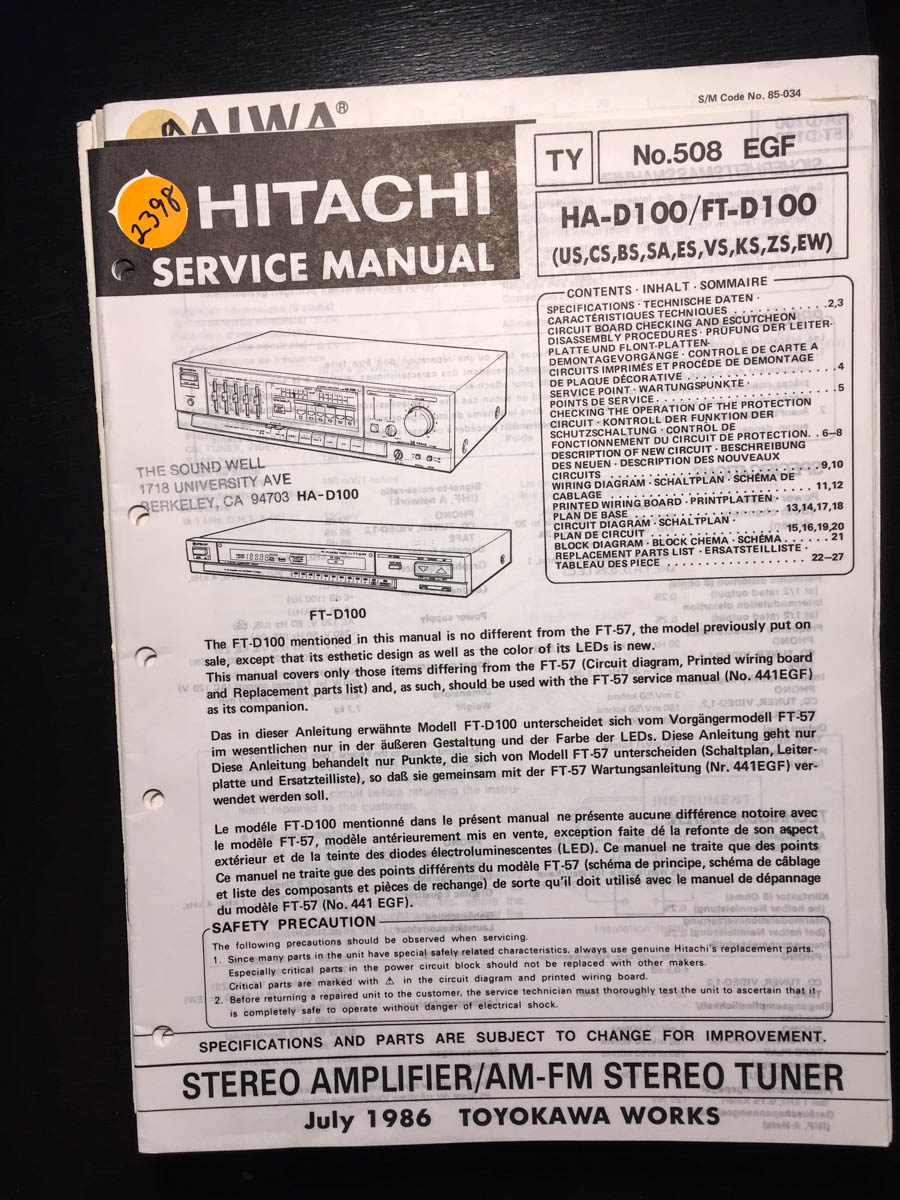 S/M Code No. 85-034
AIWA®
TY
No.508 EGF
2398
HITACHI
SERVICE MANUAL
HA-D100/FT-D100
(US,CS,BS,SA,ES,VS,KS,ZS,EW)
CONTENTS · INHALT · SOMMAIRE
SPECIFICATIONS · TECHNISCHE DATEN ·
CARACTÉRISTIQUES TECHNIQUES . . . . . . . . . . . . . . 2,3
CIRCUIT BOARD CHECKING AND ESCUTCHEON
DISASSEMBLY PROCEDURES · PRÜFUNG DER LEITER-
PLATTE UND FLONT-PLATTEN-
DEMONTAGEVORGÄNGE · CONTROLE DE CARTE A
CIRCUITS IMPRIMÉS ET PROCÉDE DE DEMONTAGE
DE PLAQUE DÉCORATIVE . . . . . . . . . . . . . . . . . . . . 4
SERVICE POINT · WARTUNGSPUNKTE ·
POINTS DE SERVICE . . . . . . . . . . . . . . . . . . . . . . . . 5
CHECKING THE OPERATION OF THE PROTECTION
CIRCUIT · KONTROLL DER FUNKTION DER
SCHUTZSCHALTUNG · CONTRÔL DE
FONCTIONNEMENT DU CIRCUIT DE PROTECTION. . 6–8
DESCRIPTION OF NEW CIRCUIT · BESCHREIBUNG
DES NEUEN · DESCRIPTION DES NOUVEAUX
CIRCUITS . . . . . . . . . . . . . . . . . . . . . . . . . . . . . 9,10
WIRING DIAGRAM · SCHALTPLAN · SCHÉMA DE
CABLAGE . . . . . . . . . . . . . . . . . . . . . . . . . . . . 11,12
PRINTED WIRING BOARD · PRINTPLATTEN ·
PLAN DE BASE . . . . . . . . . . . . . . . . . . . . 13,14,17,18
CIRCUIT DIAGRAM · SCHALTPLAN ·
PLAN DE CIRCUIT . . . . . . . . . . . . . . . . . 15,16,19,20
BLOCK DIAGRAM · BLOCK CHEMA · SCHÉMA . . . . . . 21
REPLACEMENT PARTS LIST · ERSATSTEILLISTE ·
TABLEAU DES PIECE . . . . . . . . . . . . . . . . . . . . 22–27
THE SOUND WELL
1718 UNIVERSITY AVE
BERKELEY, CA 94703
HA-D100
FT-D100
The FT-D100 mentioned in this manual is no different from the FT-57, the model previously put on
sale, except that its esthetic design as well as the color of its LEDs is new.
This manual covers only those items differing from the FT-57 (Circuit diagram, Printed wiring board
and Replacement parts list) and, as such, should be used with the FT-57 service manual (No. 441EGF)
as its companion.
Das in dieser Anleitung erwähnte Modell FT-D100 unterscheidet sich vom Vorgängermodell FT-57
im wesentlichen nur in der äußeren Gestaltung und der Farbe der LEDs. Diese Anleitung geht nur
Diese Anleitung behandelt nur Punkte, die sich von Modell FT-57 unterscheiden (Schaltplan, Leiter-
platte und Ersatzteilliste), so daß sie gemeinsam mit der FT-57 Wartungsanleitung (Nr. 441EGF) ver-
wendet werden soll.
Le modéle FT-D100 mentionné dans le présent manual ne présente aucune différence notoire avec
le modèle FT-57, modèle antérieurement mis en vente, exception faite dé la refonte de son aspect
extérieur et de la teinte des diodes électroluminescentes (LED). Ce manuel ne traite que des points
Ce manuel ne traite gue des points différents du modèle FT-57 (schéma de principe, schéma de câblage
et liste des composants et pièces de rechange) de sorte qu'il doit utilisé avec le manuel de dépannage
du modèle FT-57 (No. 441 EGF).
SAFETY PRECAUTION
The following precautions should be observed when servicing.
1. Since many parts in the unit have special safety related characteristics, always use genuine Hitachi's replacement parts.
Especially critical parts in the power circuit block should not be replaced with other makers.
Critical parts are marked with ⚠ in the circuit diagram and printed wiring board.
2. Before returning a repaired unit to the customer, the service technician must thoroughly test the unit to ascertain that it
is completely safe to operate without danger of electrical shock.
SPECIFICATIONS AND PARTS ARE SUBJECT TO CHANGE FOR IMPROVEMENT.
STEREO AMPLIFIER/AM-FM STEREO TUNER
July 1986 TOYOKAWA WORKS